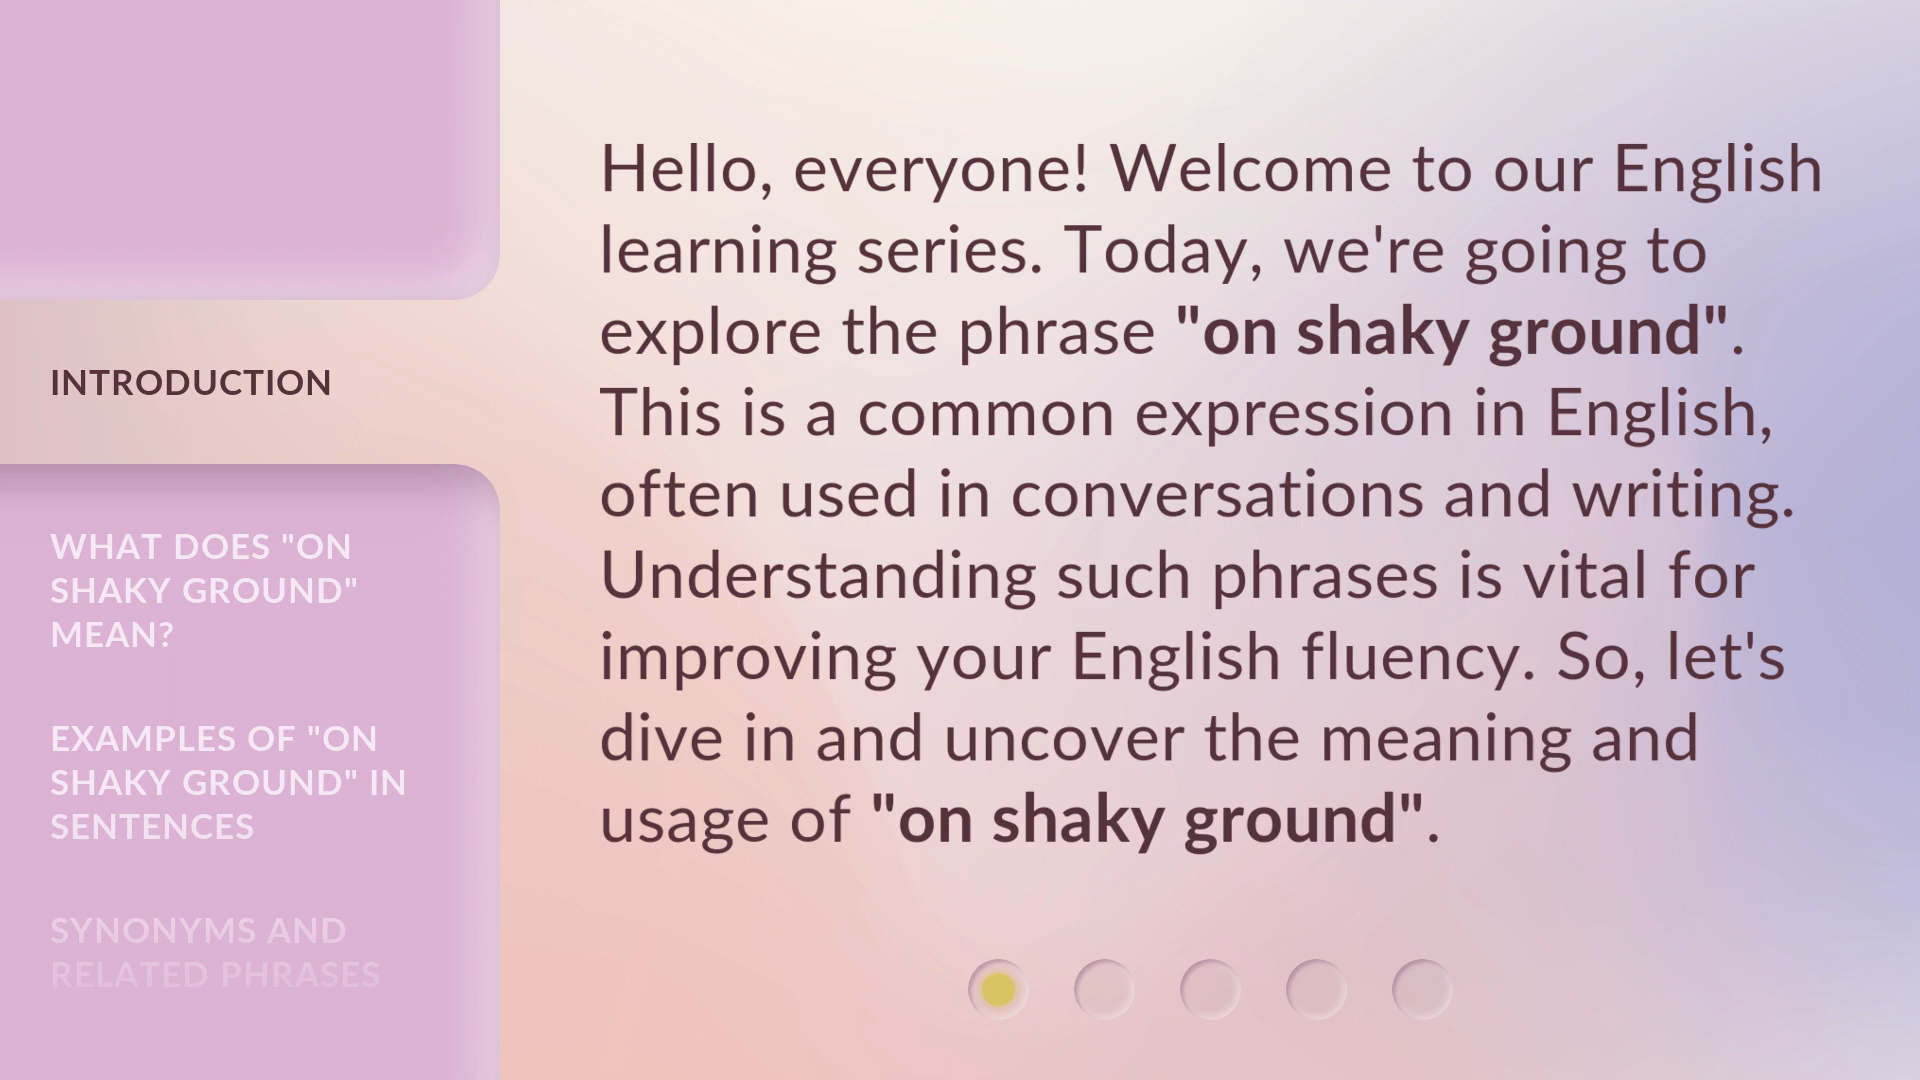 INTRODUCTION
WHAT DOES "ON
SHAKY GROUND"
MEAN?
EXAMPLES OF "ON
SHAKY GROUND" IN
SENTENCES
SYNONYMS AND
RELATED PHRASES
Hello, everyone! Welcome to our English
learning series. Today, we're going to
explore the phrase "on shaky ground".
This is a common expression in English,
often used in conversations and writing.
Understanding such phrases is vital for
improving your English fluency. So, let's
dive in and uncover the meaning and
usage of "on shaky ground".